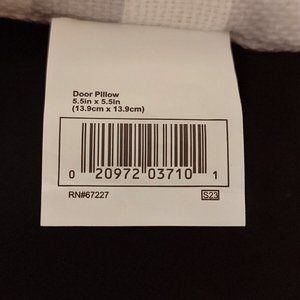 Door Pillow
5.5in x 5.5in
(13.9cm x 13.9cm)
0 20972 03710 1
RN#67227 S23